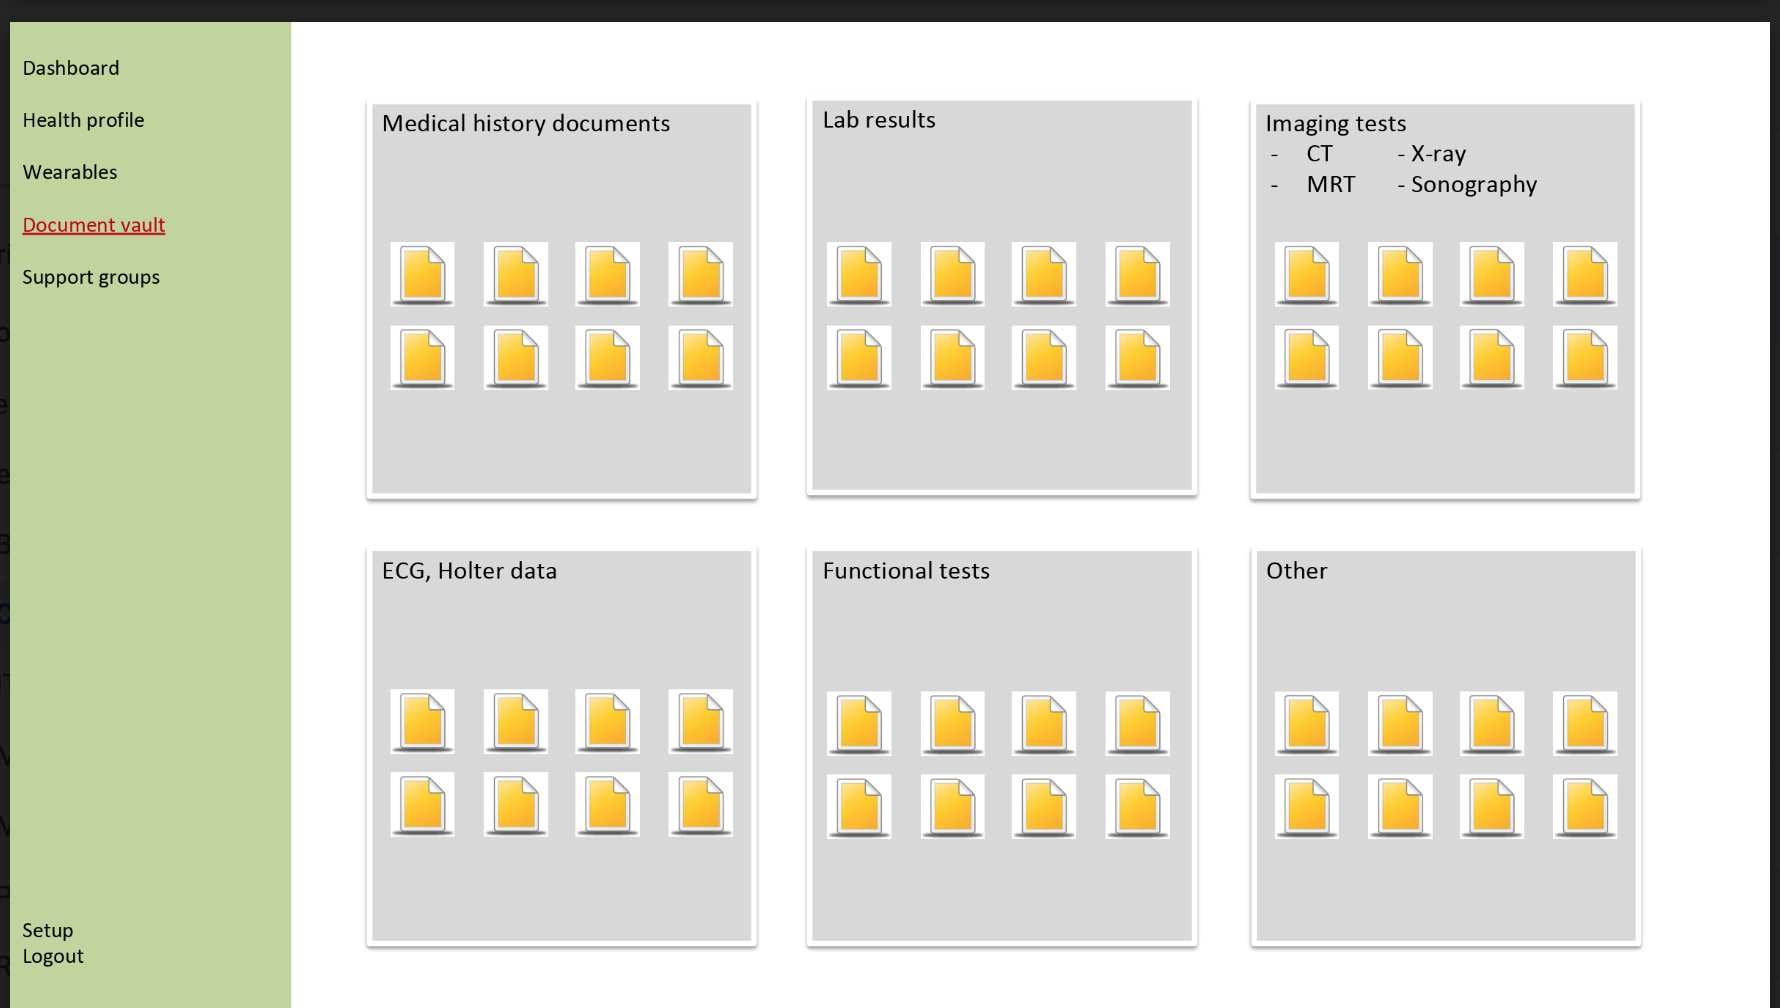 Dashboard
Health profile
Wearables
Document vault
Support groups
Setup
Logout
Medical history documents
Lab results
Imaging tests
- CT - X-ray
- MRT - Sonography
ECG, Holter data
Functional tests
Other